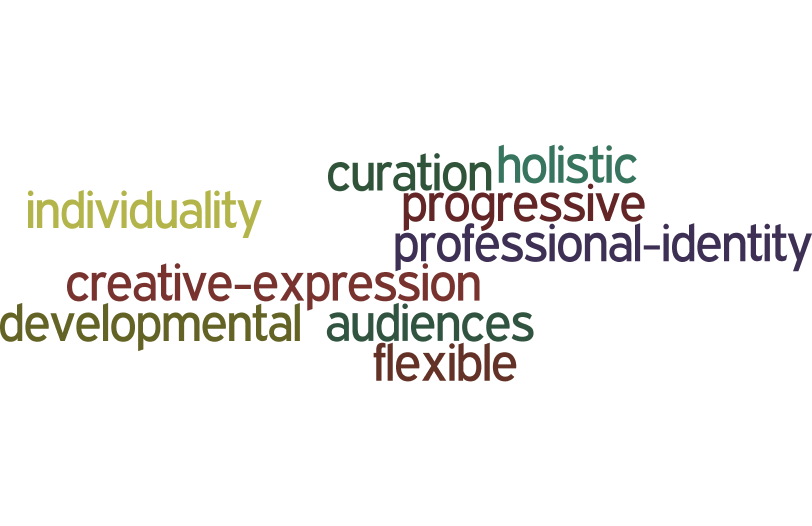 curation
holistic
individuality
progressive
professional-identity
creative-expression
developmental
audiences
flexible